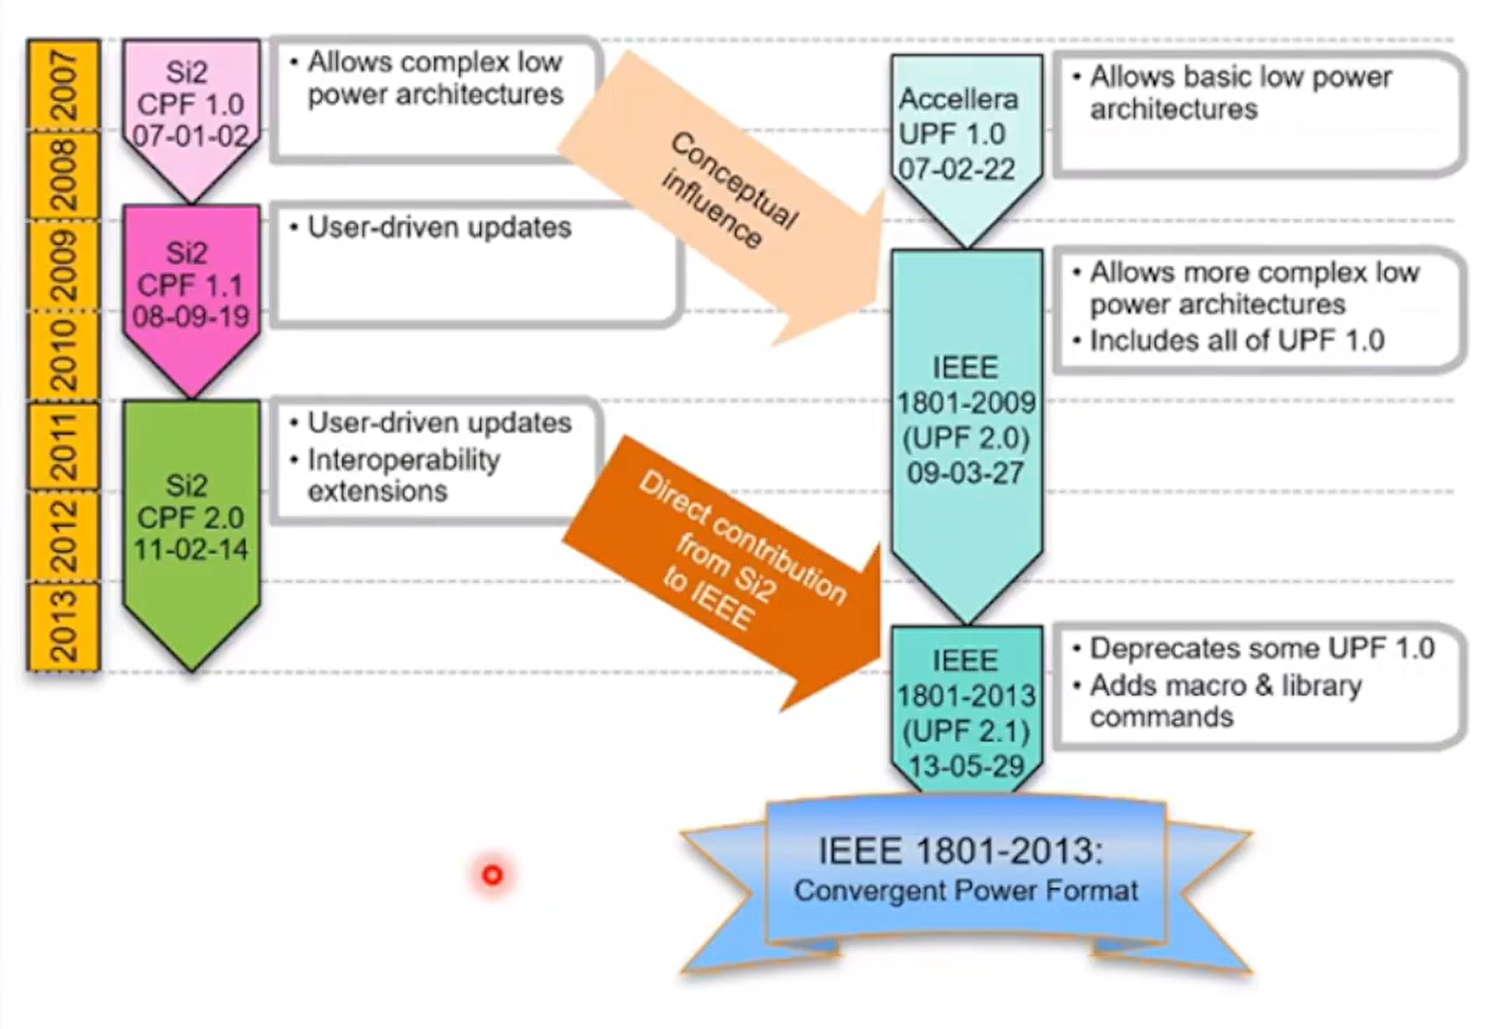 2007
2008
2009
2010
2011
2012
2013
Si2
CPF 1.0
07-01-02
• Allows complex low
power architectures
Si2
CPF 1.1
08-09-19
• User-driven updates
Si2
CPF 2.0
11-02-14
• User-driven updates
• Interoperability
extensions
Conceptual
influence
Direct contribution
from Si2
to IEEE
Accellera
UPF 1.0
07-02-22
• Allows basic low power
architectures
IEEE
1801-2009
(UPF 2.0)
09-03-27
• Allows more complex low
power architectures
• Includes all of UPF 1.0
IEEE
1801-2013
(UPF 2.1)
13-05-29
• Deprecates some UPF 1.0
• Adds macro & library
commands
IEEE 1801-2013:
Convergent Power Format